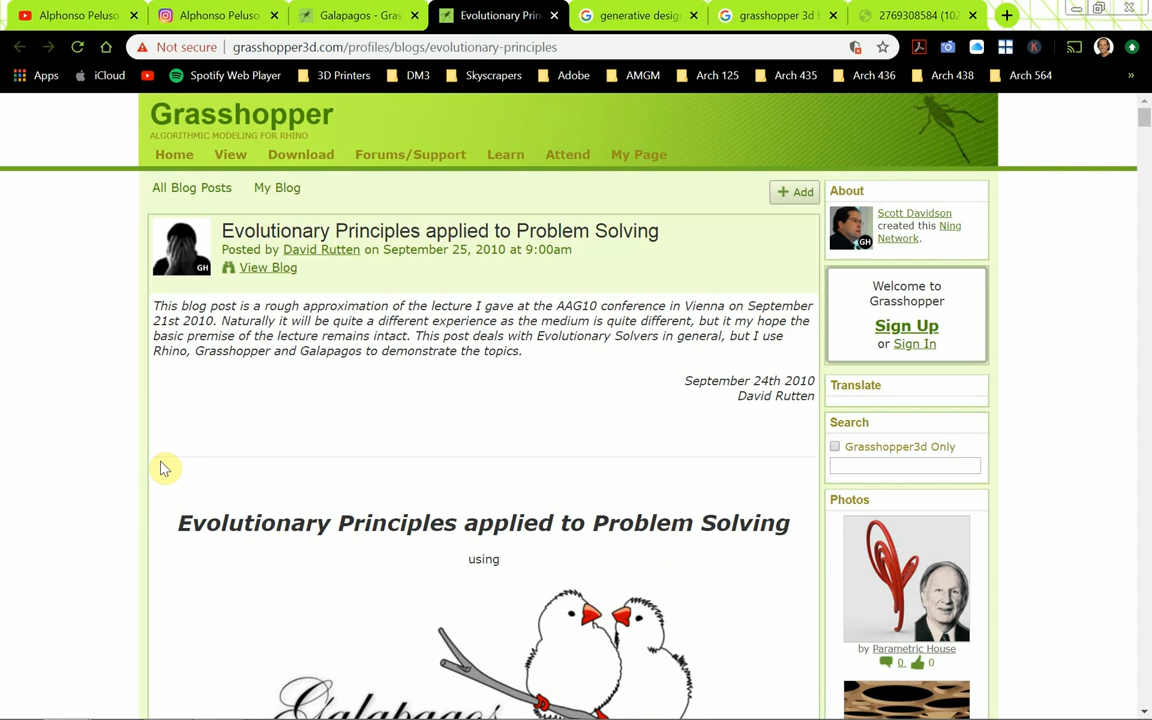 Alphonso Peluso
Alphonso Peluso
Galapagos - Gras
Evolutionary Prin
generative desig
grasshopper 3d b
2769308584 (102
Not secure
grasshopper3d.com/profiles/blogs/evolutionary-principles
Apps
iCloud
Spotify Web Player
3D Printers
DM3
Skyscrapers
Adobe
AMGM
Arch 125
Arch 435
Arch 436
Arch 438
Arch 564
»
Grasshopper
ALGORITHMIC MODELING FOR RHINO
Home
View
Download
Forums/Support
Learn
Attend
My Page
All Blog Posts
My Blog
+ Add
Evolutionary Principles applied to Problem Solving
Posted by David Rutten on September 25, 2010 at 9:00am
View Blog
GH
This blog post is a rough approximation of the lecture I gave at the AAG10 conference in Vienna on September
21st 2010. Naturally it will be quite a different experience as the medium is quite different, but it my hope the
basic premise of the lecture remains intact. This post deals with Evolutionary Solvers in general, but I use
Rhino, Grasshopper and Galapagos to demonstrate the topics.
September 24th 2010
David Rutten
Evolutionary Principles applied to Problem Solving
using
Galapagos
About
GH
Scott Davidson
created this Ning
Network.
Welcome to
Grasshopper
Sign Up
or Sign In
Translate
Search
Grasshopper3d Only
Photos
by Parametric House
0
0